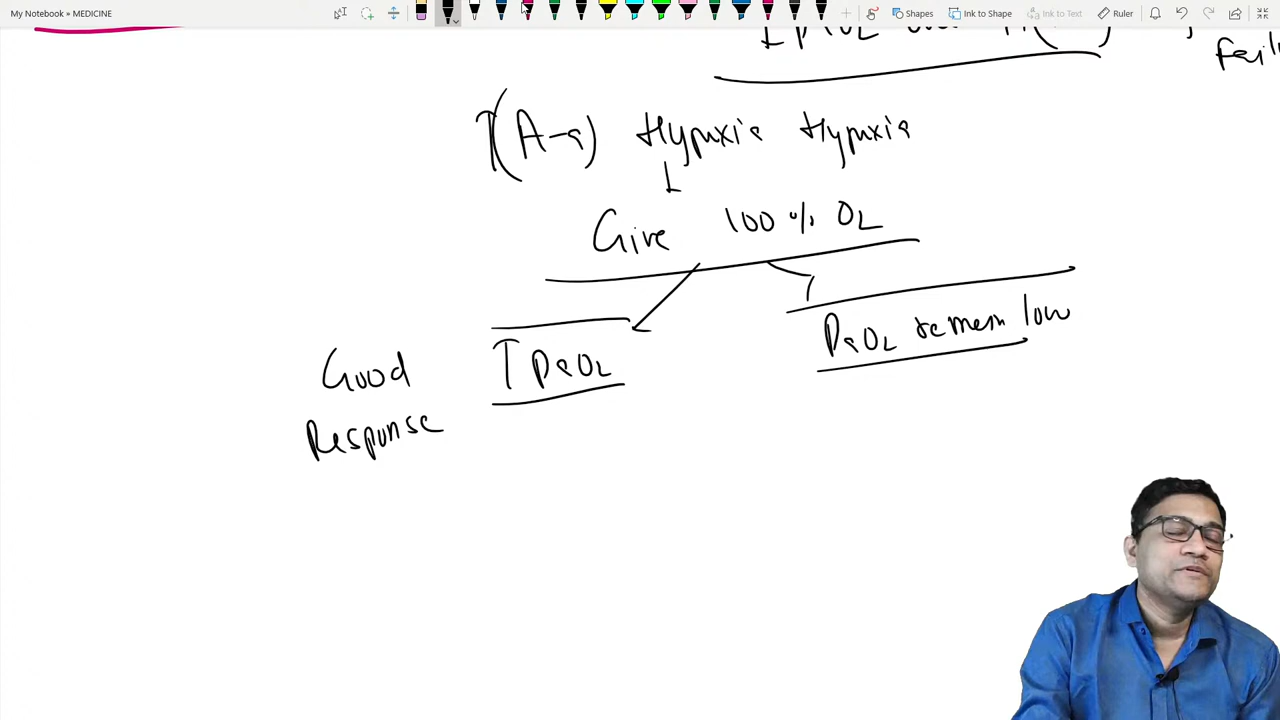 My Notebook » MEDICINE
Shapes
Ink to Shape
Ink to Text
Ruler
↑(A-a) Hypoxia Hypoxia
↓
Give 100 % O2
Good ↑ PaO2
Response
PaO2 remain low